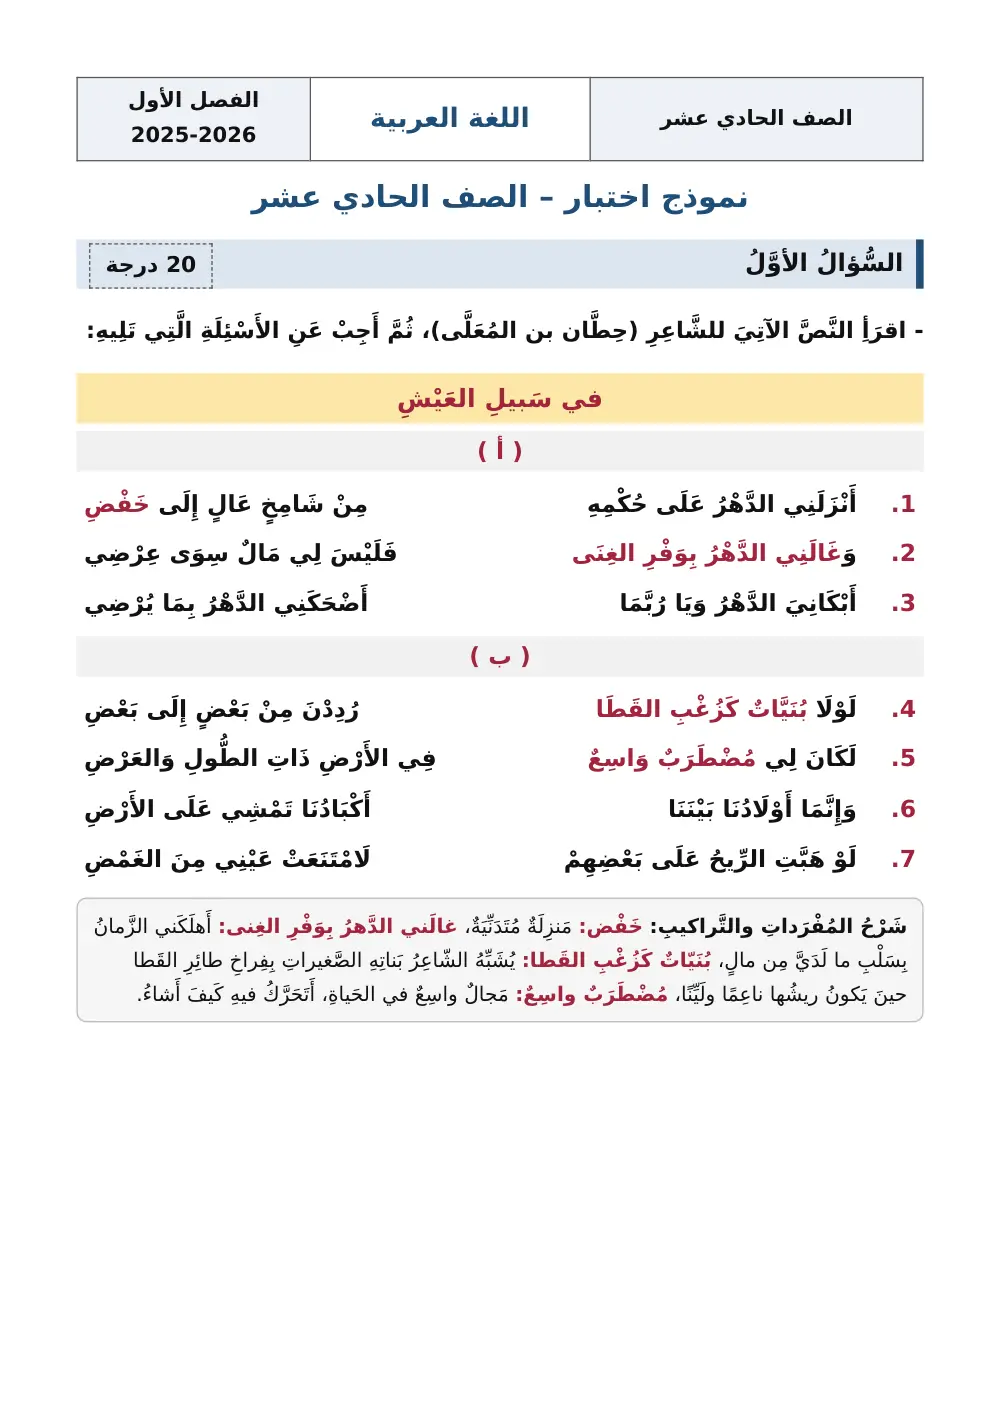 الصف الحادي عشر
اللغة العربية
الفصل الأول
2025-2026
نموذج اختبار – الصف الحادي عشر
السُّؤالُ الأوَّلُ
20 درجة
- اقرَأِ النَّصَّ الآتِيَ للشَّاعِرِ (حِطَّان بن المُعَلَّى)، ثُمَّ أَجِبْ عَنِ الأَسْئِلَةِ الَّتِي تَلِيهِ:
في سَبيلِ العَيْشِ
( أ )
1. أَنْزَلَنِي الدَّهْرُ عَلَى حُكْمِهِ مِنْ شَامِخٍ عَالٍ إِلَى خَفْضِ
2. وَغَالَنِي الدَّهْرُ بِوَفْرِ الغِنَى فَلَيْسَ لِي مَالٌ سِوَى عِرْضِي
3. أَبْكَانِيَ الدَّهْرُ وَيَا رُبَّمَا أَضْحَكَنِي الدَّهْرُ بِمَا يُرْضِي
( ب )
4. لَوْلَا بُنَيَّاتٌ كَزُغْبِ القَطَا رُدِدْنَ مِنْ بَعْضٍ إِلَى بَعْضِ
5. لَكَانَ لِي مُضْطَرَبٌ وَاسِعٌ فِي الأَرْضِ ذَاتِ الطُّولِ وَالعَرْضِ
6. وَإِنَّمَا أَوْلَادُنَا بَيْنَنَا أَكْبَادُنَا تَمْشِي عَلَى الأَرْضِ
7. لَوْ هَبَّتِ الرِّيحُ عَلَى بَعْضِهِمْ لَامْتَنَعَتْ عَيْنِي مِنَ الغَمْضِ
شَرْحُ المُفْرَداتِ والتَّراكيبِ: خَفْض: مَنزِلَةٌ مُتَدَنِّيَةٌ، غالَني الدَّهرُ بِوَفْرِ الغِنى: أَهلَكَني الزَّمانُ
بِسَلْبِ ما لَدَيَّ مِن مالٍ، بُنَيّاتٌ كَزُغْبِ القَطا: يُشَبِّهُ الشّاعِرُ بَناتِهِ الصَّغيراتِ بِفِراخِ طائِرِ القَطا
حينَ يَكونُ ريشُها ناعِمًا ولَيِّنًا، مُضْطَرَبٌ واسِعٌ: مَجالٌ واسِعٌ في الحَياةِ، أَتَحَرَّكُ فيهِ كَيفَ أَشاءُ.